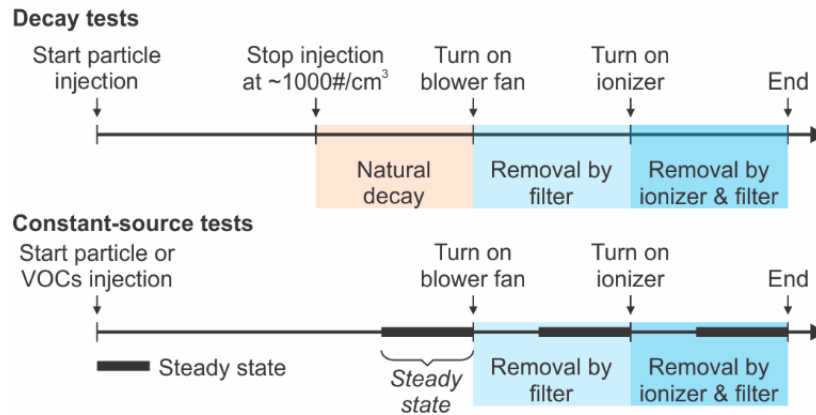 Decay tests
Start particle
injection
Stop injection
at ~1000#/cm³
Turn on
blower fan
Turn on
ionizer
End
Natural
decay
Removal by
filter
Removal by
ionizer & filter
Constant-source tests
Start particle or
VOCs injection
Turn on
blower fan
Turn on
ionizer
End
Steady state
Steady
state
Removal by
filter
Removal by
ionizer & filter